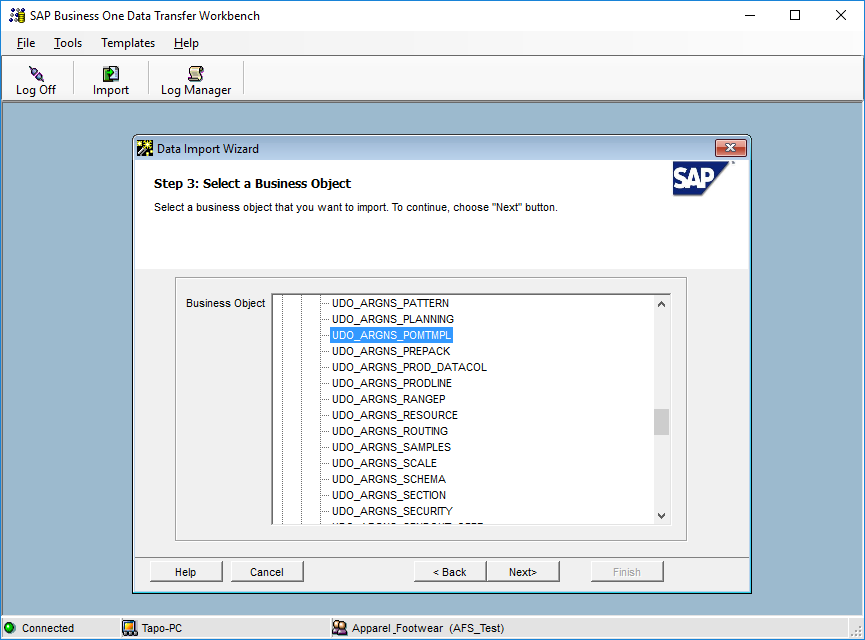 SAP Business One Data Transfer Workbench
File Tools Templates Help
Log Off Import Log Manager
Data Import Wizard
Step 3: Select a Business Object
SAP
Select a business object that you want to import. To continue, choose "Next" button.
Business Object
UDO_ARGNS_PATTERN
UDO_ARGNS_PLANNING
UDO_ARGNS_POMTMPL
UDO_ARGNS_PREPACK
UDO_ARGNS_PROD_DATACOL
UDO_ARGNS_PRODLINE
UDO_ARGNS_RANGEP
UDO_ARGNS_RESOURCE
UDO_ARGNS_ROUTING
UDO_ARGNS_SAMPLES
UDO_ARGNS_SCALE
UDO_ARGNS_SCHEMA
UDO_ARGNS_SECTION
UDO_ARGNS_SECURITY
Help Cancel < Back Next> Finish
Connected Tapo-PC Apparel_Footwear (AFS_Test)